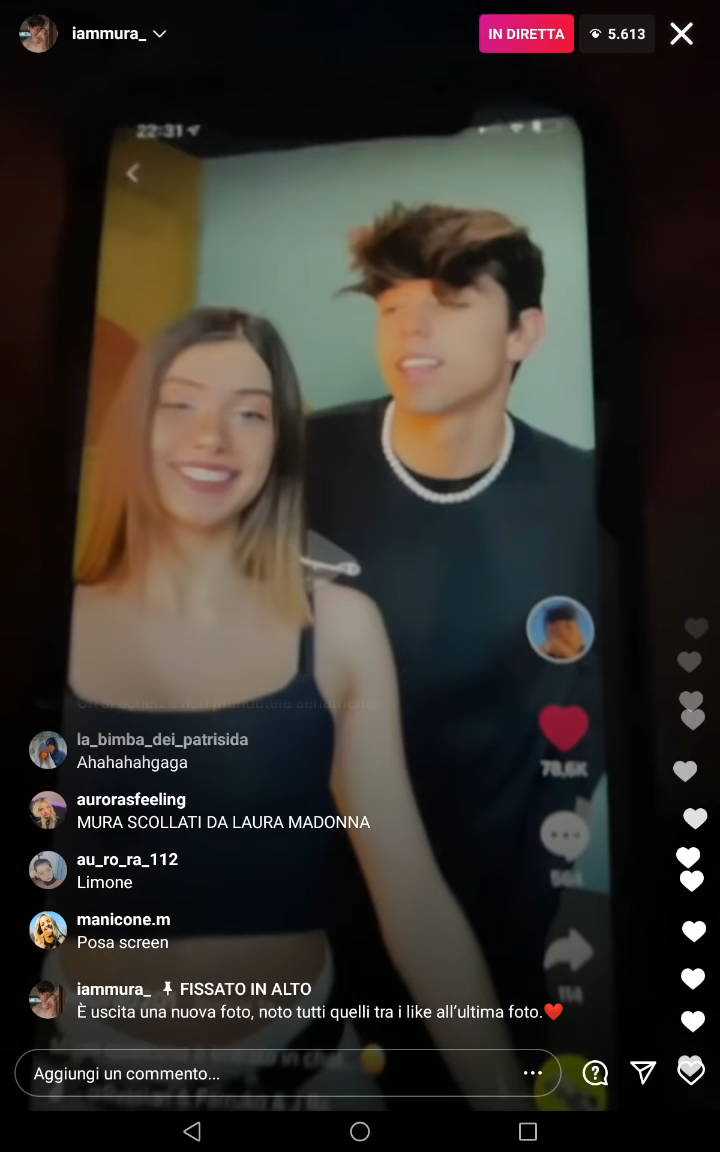 iammura_
IN DIRETTA
5.613
22:31
78,6K
114
la_bimba_dei_patrisida
Ahahahahgaga
aurorasfeeling
MURA SCOLLATI DA LAURA MADONNA
au_ro_ra_112
Limone
manicone.m
Posa screen
iammura_ FISSATO IN ALTO
È uscita una nuova foto, noto tutti quelli tra i like all’ultima foto.❤️
Aggiungi un commento...